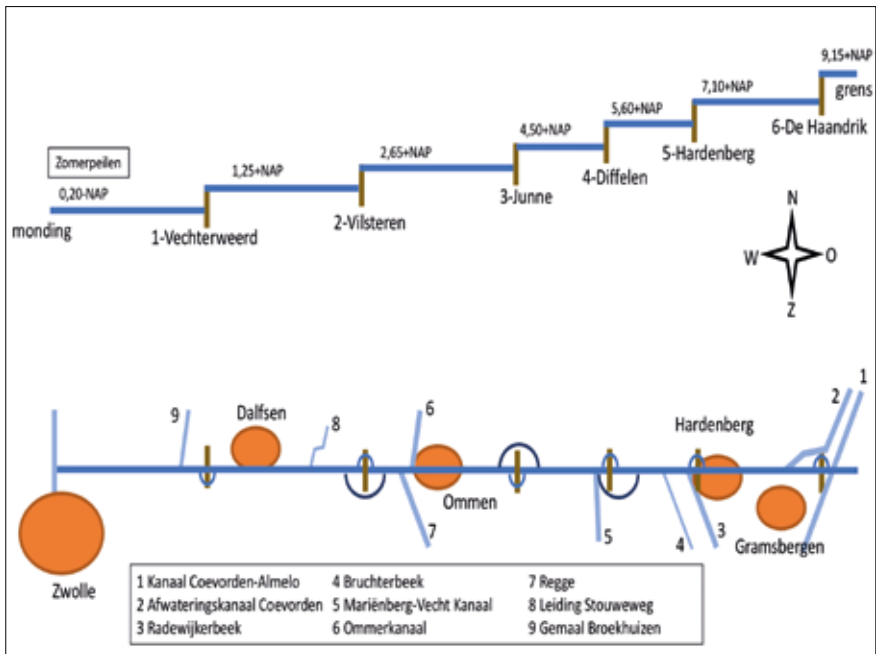 9,15+NAP
grens
7,10+NAP
6-De Haandrik
5,60+NAP
5-Hardenberg
4,50+NAP
4-Diffelen
2,65+NAP
3-Junne
Zomerpeilen
1,25+NAP
2-Vilsteren
0,20-NAP
monding
1-Vechterweerd
N
W O
Z
1
2
9
Dalfsen
8
6
Hardenberg
Ommen
7
5
4
3
Gramsbergen
Zwolle
1 Kanaal Coevorden-Almelo 4 Bruchterbeek 7 Regge
2 Afwateringskanaal Coevorden 5 Mariënberg-Vecht Kanaal 8 Leiding Stouweweg
3 Radewijkerbeek 6 Ommerkanaal 9 Gemaal Broekhuizen